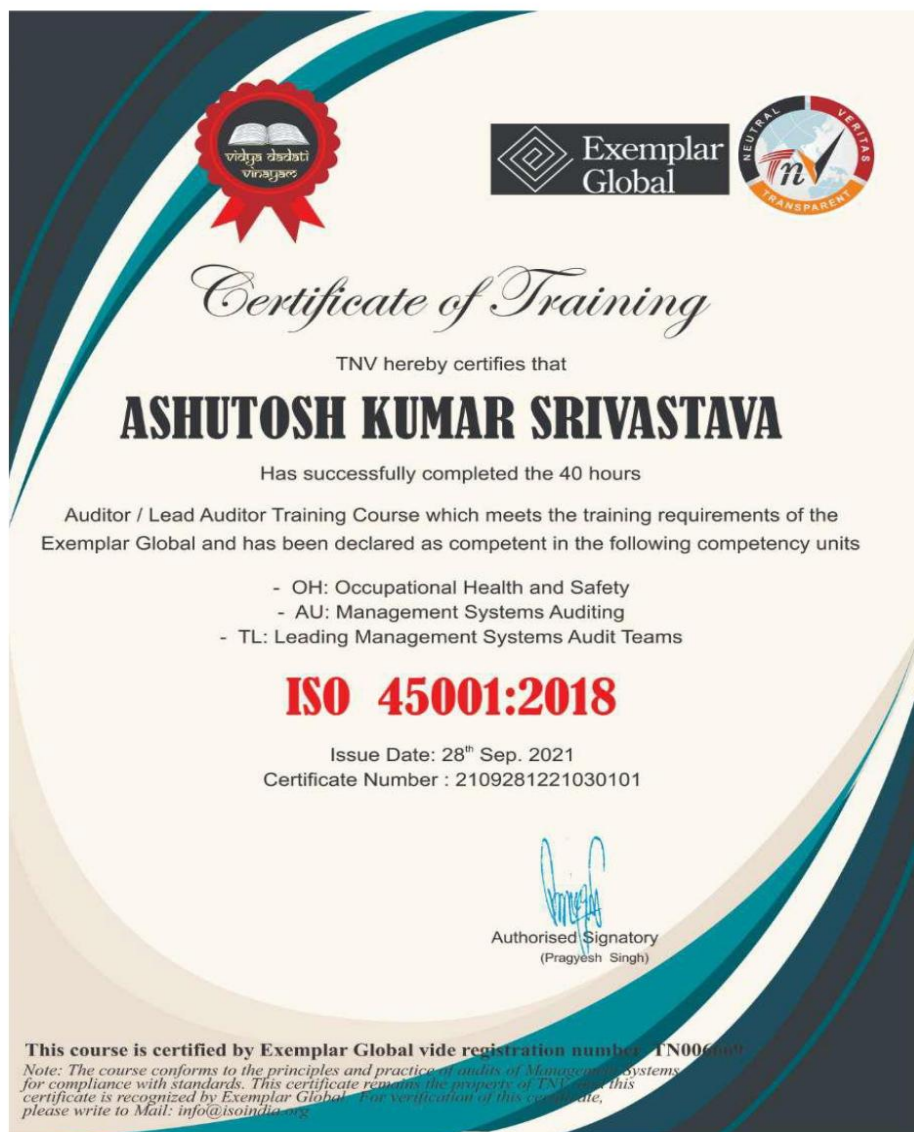 vidya dadati
vinayam
Exemplar
Global
NEUTRAL
VERITAS
TRANSPARENT
TnV
Certificate of Training
TNV hereby certifies that
ASHUTOSH KUMAR SRIVASTAVA
Has successfully completed the 40 hours
Auditor / Lead Auditor Training Course which meets the training requirements of the
Exemplar Global and has been declared as competent in the following competency units
- OH: Occupational Health and Safety
- AU: Management Systems Auditing
- TL: Leading Management Systems Audit Teams
ISO 45001:2018
Issue Date: 28th Sep. 2021
Certificate Number : 2109281221030101
Authorised Signatory
(Pragyesh Singh)
This course is certified by Exemplar Global vide registration number
Note: The course conforms to the principles and practice of audits of Management Systems
for compliance with standards. This certificate remains the property of TNV and this
certificate is recognized by Exemplar Global. For verification of this certificate,
please write to Mail: info@isoindia.org